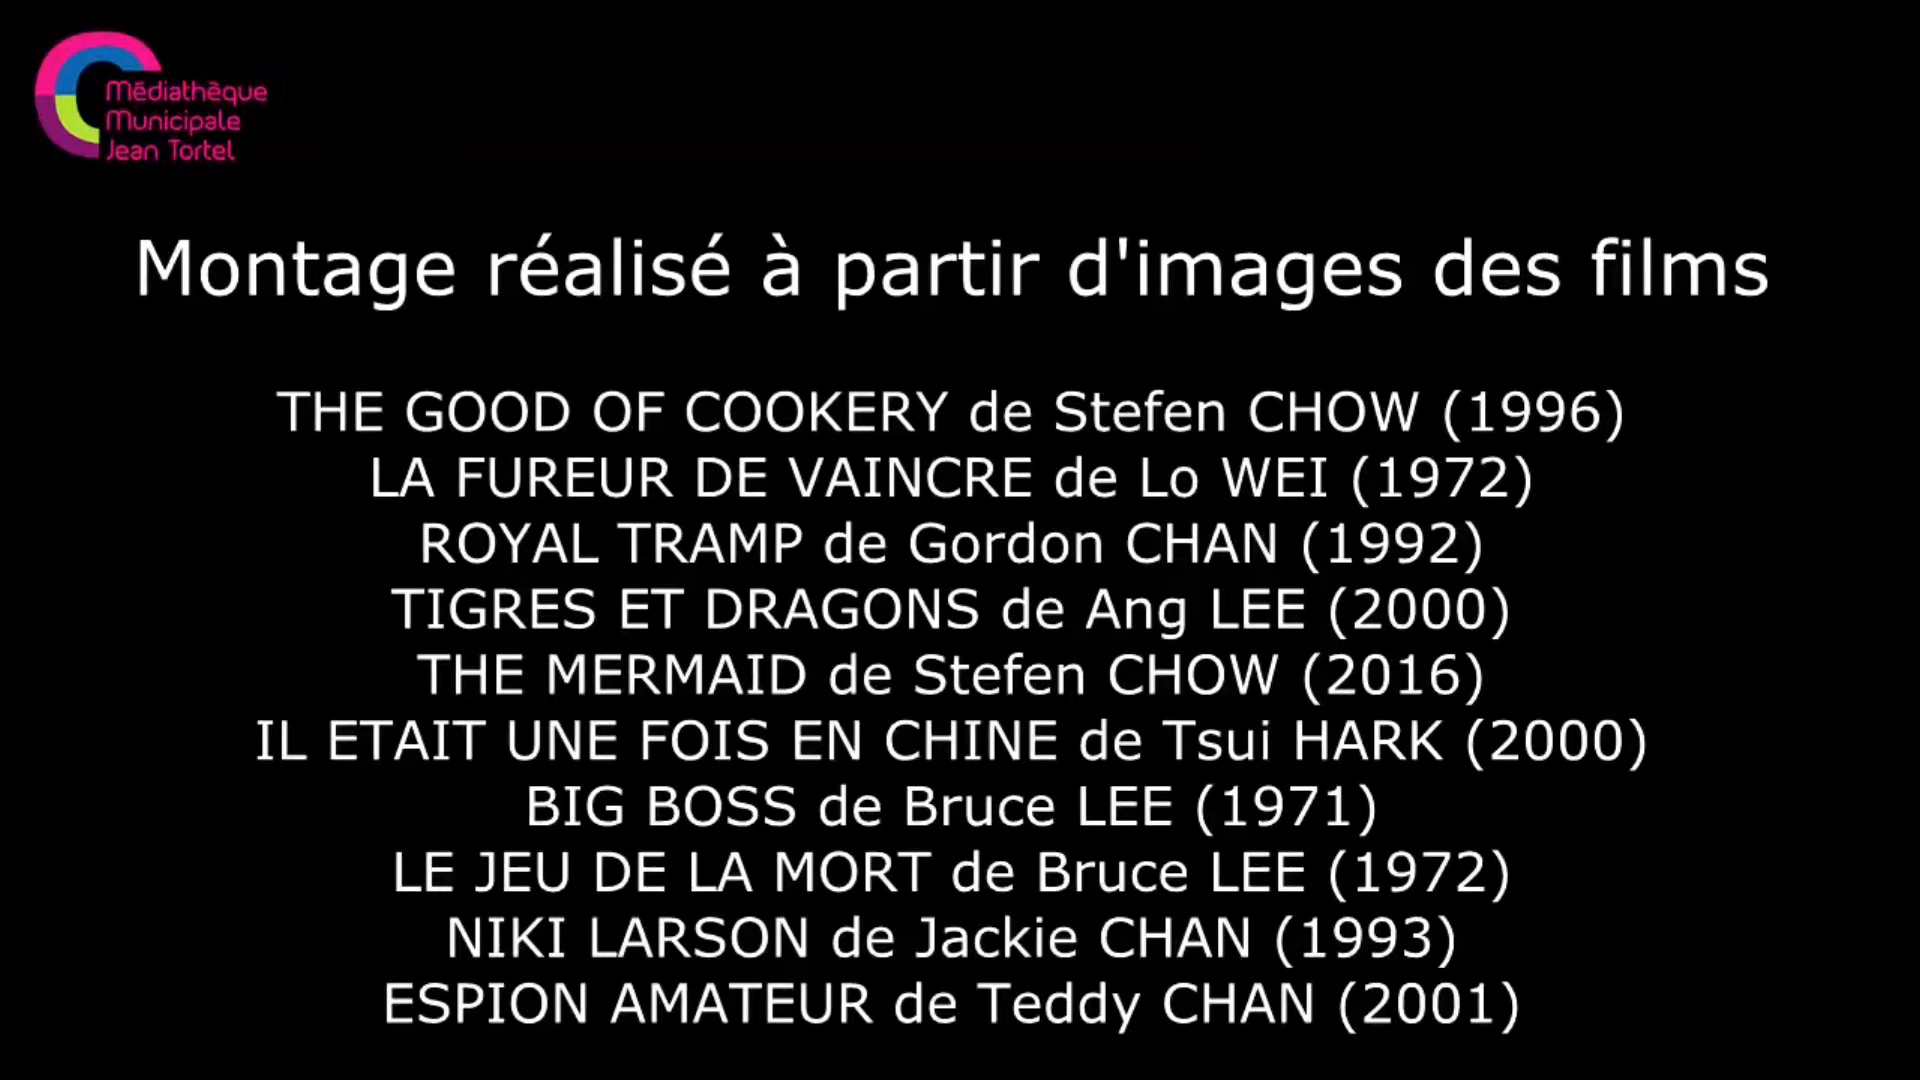 Médiathèque
Municipale
Jean Tortel
Montage réalisé à partir d'images des films
THE GOOD OF COOKERY de Stefen CHOW (1996)
LA FUREUR DE VAINCRE de Lo WEI (1972)
ROYAL TRAMP de Gordon CHAN (1992)
TIGRES ET DRAGONS de Ang LEE (2000)
THE MERMAID de Stefen CHOW (2016)
IL ETAIT UNE FOIS EN CHINE de Tsui HARK (2000)
BIG BOSS de Bruce LEE (1971)
LE JEU DE LA MORT de Bruce LEE (1972)
NIKI LARSON de Jackie CHAN (1993)
ESPION AMATEUR de Teddy CHAN (2001)